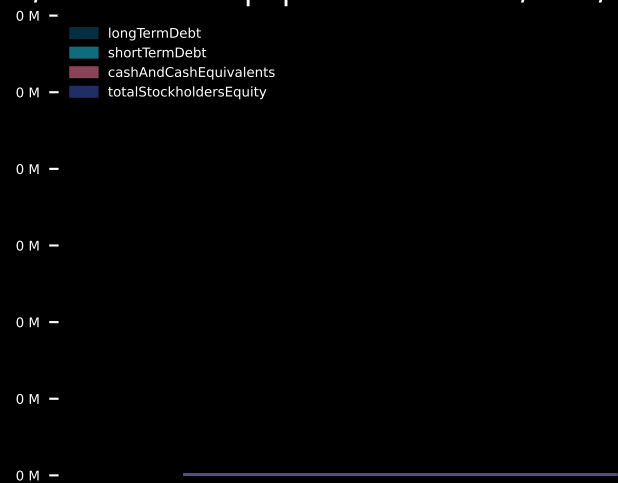 0 M
longTermDebt
shortTermDebt
cashAndCashEquivalents
0 M
totalStockholdersEquity
0 M
0 M
0 M
0 M
0 M